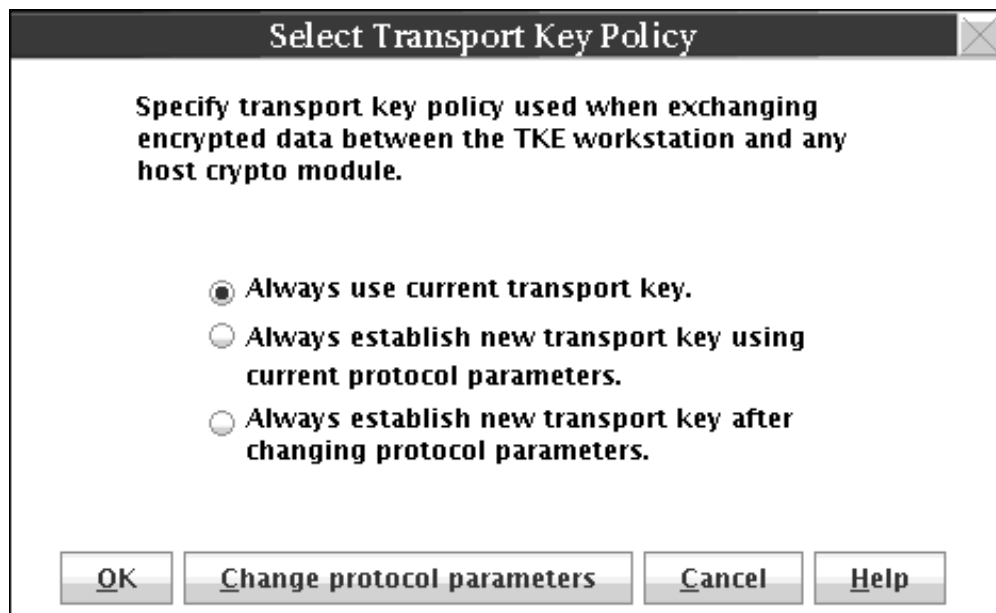 Select Transport Key Policy
Specify transport key policy used when exchanging
encrypted data between the TKE workstation and any
host crypto module.
Always use current transport key.
Always establish new transport key using
current protocol parameters.
Always establish new transport key after
changing protocol parameters.
OK
Change protocol parameters
Cancel
Help